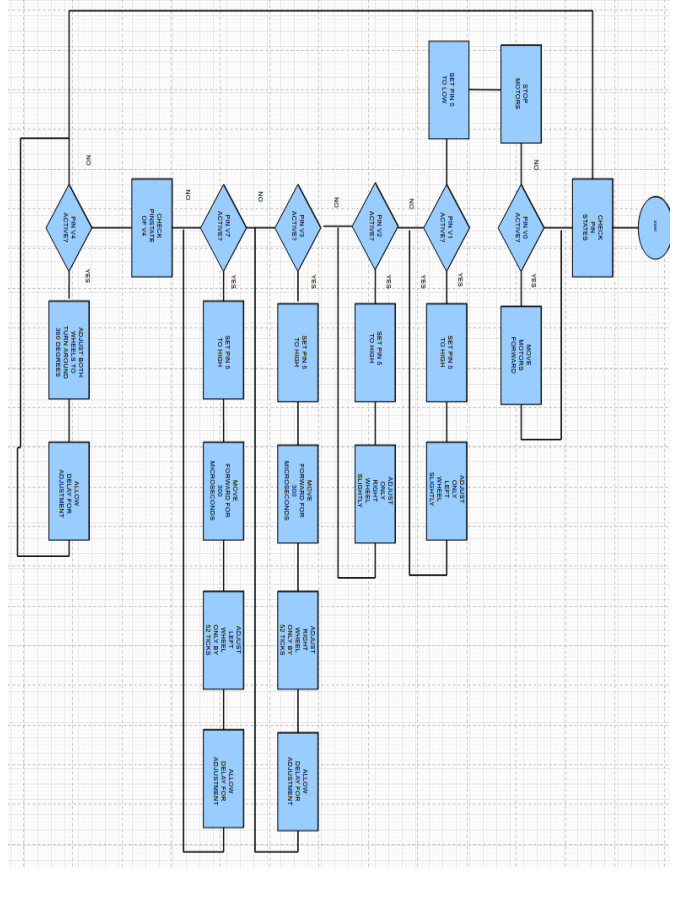 CHECK
PIN
STATES
PIN V0
ACTIVE?
NO
YES
STOP
MOTORS
SET PIN 5
TO LOW
MOVE
MOTORS
FORWARD
PIN V1
ACTIVE?
YES
SET PIN 5
TO HIGH
ADJUST
ONLY
LEFT
WHEEL
SLIGHTLY
NO
YES
PIN V2
ACTIVE?
SET PIN 5
TO HIGH
ADJUST
ONLY
RIGHT
WHEEL
SLIGHTLY
NO
PIN V3
ACTIVE?
YES
SET PIN 5
TO HIGH
MOVE
FORWARD FOR
300
MICROSECONDS
ADJUST
RIGHT
WHEEL
ONLY BY
52 TICKS
ALLOW
DELAY FOR
ADJUSTMENT
NO
PIN V7
ACTIVE?
YES
SET PIN 5
TO HIGH
MOVE
FORWARD FOR
300
MICROSECONDS
ADJUST
LEFT
WHEEL
ONLY BY
52 TICKS
ALLOW
DELAY FOR
ADJUSTMENT
NO
CHECK
PINSTATE
OF V4
PIN V4
ACTIVE?
NO
YES
ADJUST BOTH
WHEELS TO
TURN AROUND
360 DEGREES
ALLOW
DELAY FOR
ADJUSTMENT